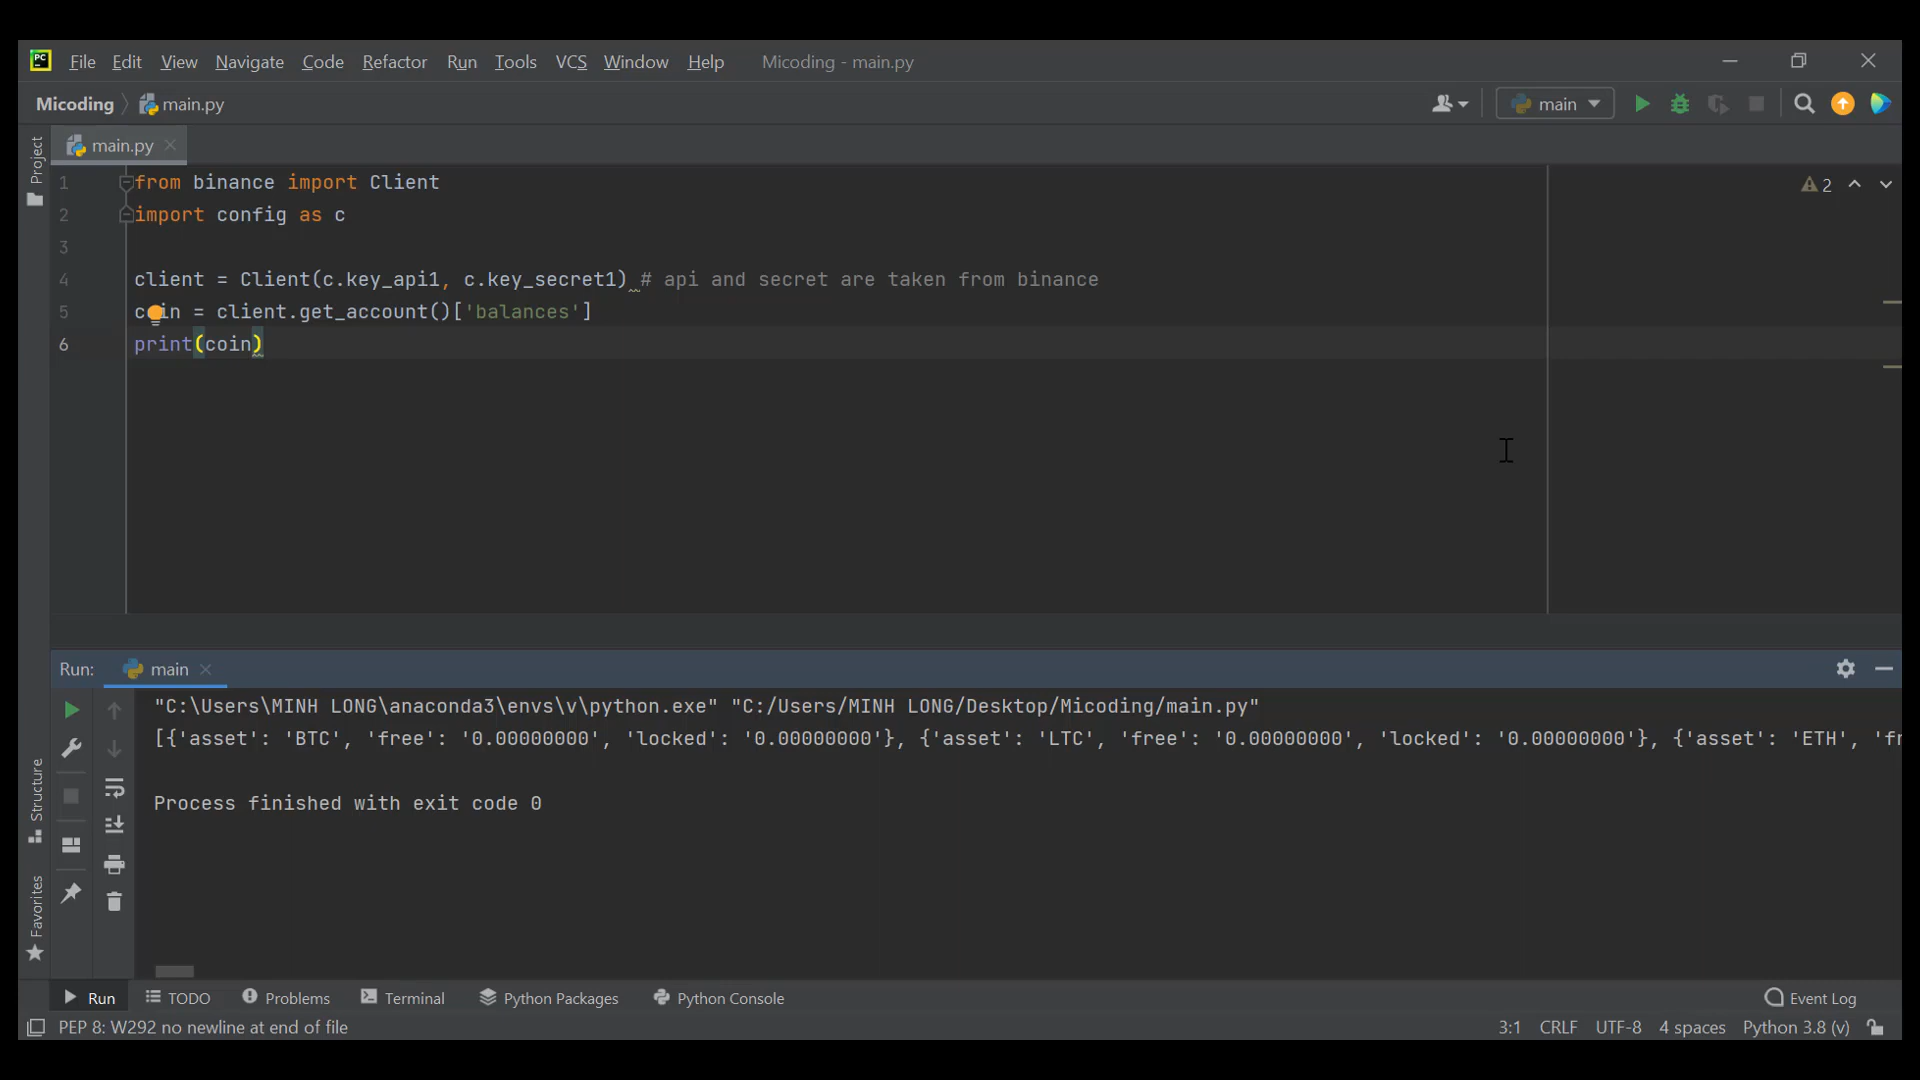 PC File Edit View Navigate Code Refactor Run Tools VCS Window Help Micoding - main.py
Micoding main.py main
Project
main.py
1 from binance import Client
2 import config as c
3
4 client = Client(c.key_api1, c.key_secret1) # api and secret are taken from binance
5 coin = client.get_account()['balances']
6 print(coin)
2
Run: main
"C:\Users\MINH LONG\anaconda3\envs\v\python.exe" "C:/Users/MINH LONG/Desktop/Micoding/main.py"
[{'asset': 'BTC', 'free': '0.00000000', 'locked': '0.00000000'}, {'asset': 'LTC', 'free': '0.00000000', 'locked': '0.00000000'}, {'asset': 'ETH', 'fr
Process finished with exit code 0
Structure
Favorites
Run TODO Problems Terminal Python Packages Python Console Event Log
PEP 8: W292 no newline at end of file 3:1 CRLF UTF-8 4 spaces Python 3.8 (v)